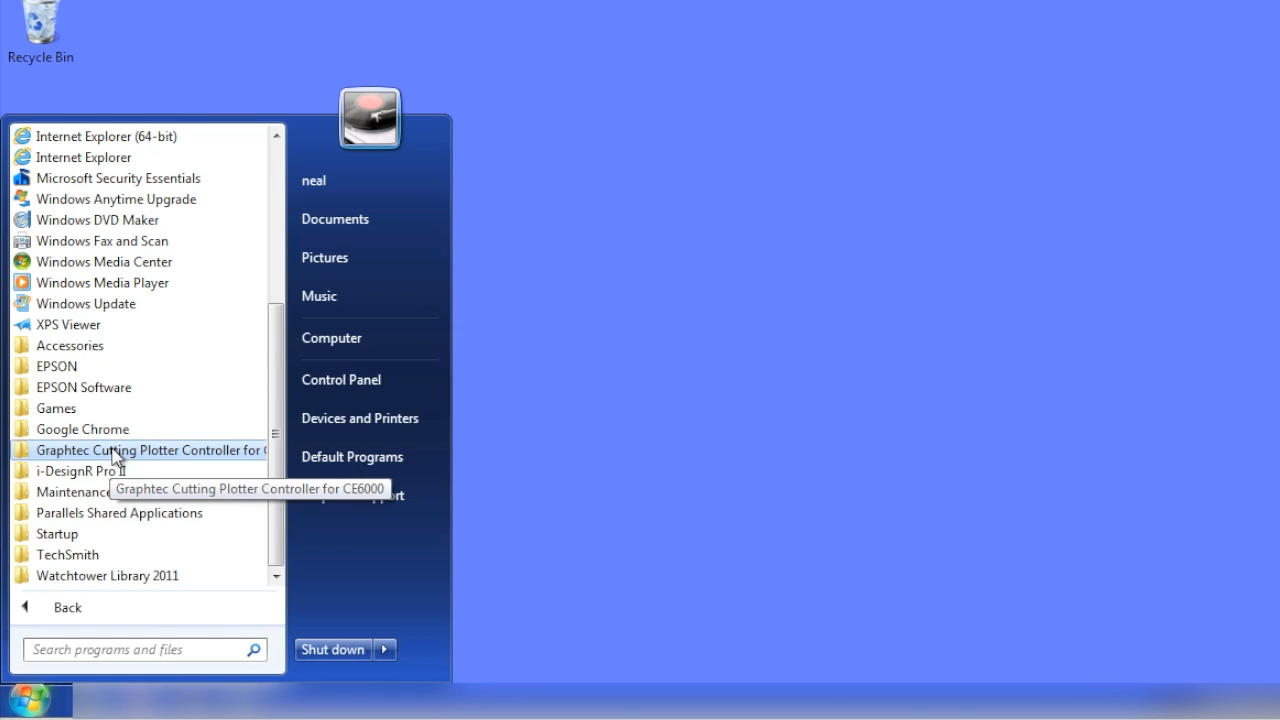 Recycle Bin
Internet Explorer (64-bit)
Internet Explorer
Microsoft Security Essentials
Windows Anytime Upgrade
Windows DVD Maker
Windows Fax and Scan
Windows Media Center
Windows Media Player
Windows Update
XPS Viewer
Accessories
EPSON
EPSON Software
Games
Google Chrome
Graphtec Cutting Plotter Controller for
i-DesignR Pro II
Maintenance
Graphtec Cutting Plotter Controller for CE6000
Parallels Shared Applications
Startup
TechSmith
Watchtower Library 2011
Back
Search programs and files
neal
Documents
Pictures
Music
Computer
Control Panel
Devices and Printers
Default Programs
Shut down